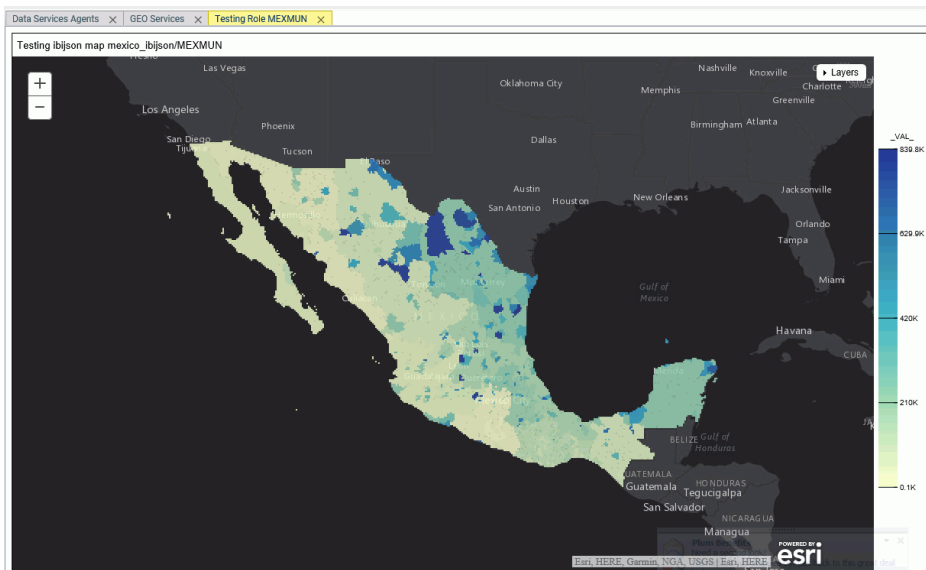 Data Services Agents
GEO Services
Testing Role MEXMUN
Testing ibijson map mexico_ibijson/MEXMUN
Layers
+
−
Las Vegas
Los Angeles
San Diego
Phoenix
Tucson
Oklahoma City
Nashville
Knoxville
Charlotte
Memphis
Greenville
Birmingham
Atlanta
Dallas
Austin
San Antonio
Houston
New Orleans
Jacksonville
Orlando
Tampa
Miami
Gulf of
Mexico
MEXICO
Havana
CUBA
BELIZE
Gulf of
Honduras
Guatemala
HONDURAS
Tegucigalpa
San Salvador
NICARAGUA
Managua
_VAL_
839.8K
629.9K
420K
210K
0.1K
POWERED BY
esri
Esri, HERE, Garmin, NGA, USGS | Esri, HERE